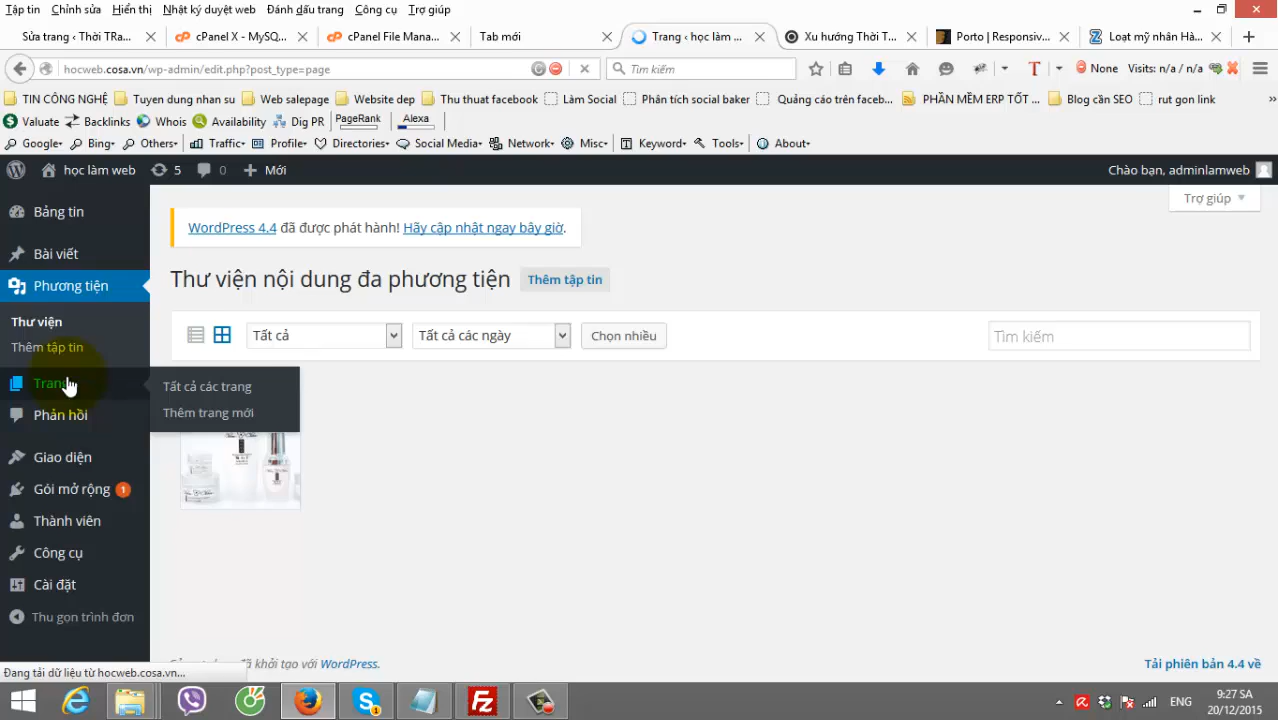 Tập tin Chỉnh sửa Hiển thị Nhật ký duyệt web Đánh dấu trang Công cụ Trợ giúp
Sửa trang ‹ Thời TRa... cPanel X - MySQ... cPanel File Mana... Tab mới Trang ‹ học làm ... Xu hướng Thời T... Porto | Responsiv... Loạt mỹ nhân Hà...
hocweb.cosa.vn/wp-admin/edit.php?post_type=page Tìm kiếm None Visits: n/a / n/a
TIN CÔNG NGHỆ Tuyen dung nhan su Web salepage Website dep Thu thuat facebook Làm Social Phân tích social baker Quảng cáo trên faceb... PHẦN MỀM ERP TỐT ... Blog cần SEO rut gon link
Valuate Backlinks Whois Availability Dig PR PageRank Alexa
Google Bing Others Traffic Profile Directories Social Media Network Misc Keyword Tools About
học làm web 5 0 Mới Chào bạn, adminlamweb
Trợ giúp
Bảng tin
WordPress 4.4 đã được phát hành! Hãy cập nhật ngay bây giờ.
Bài viết
Phương tiện
Thư viện nội dung đa phương tiện Thêm tập tin
Thư viện
Tất cả Tất cả các ngày Chọn nhiều Tìm kiếm
Thêm tập tin
Trang
Tất cả các trang
Thêm trang mới
Phản hồi
Giao diện
Gói mở rộng 1
Thành viên
Công cụ
Cài đặt
Thu gọn trình đơn
đã khởi tạo với WordPress. Tải phiên bản 4.4 về
Đang tải dữ liệu từ hocweb.cosa.vn...
ENG 9:27 SA
20/12/2015